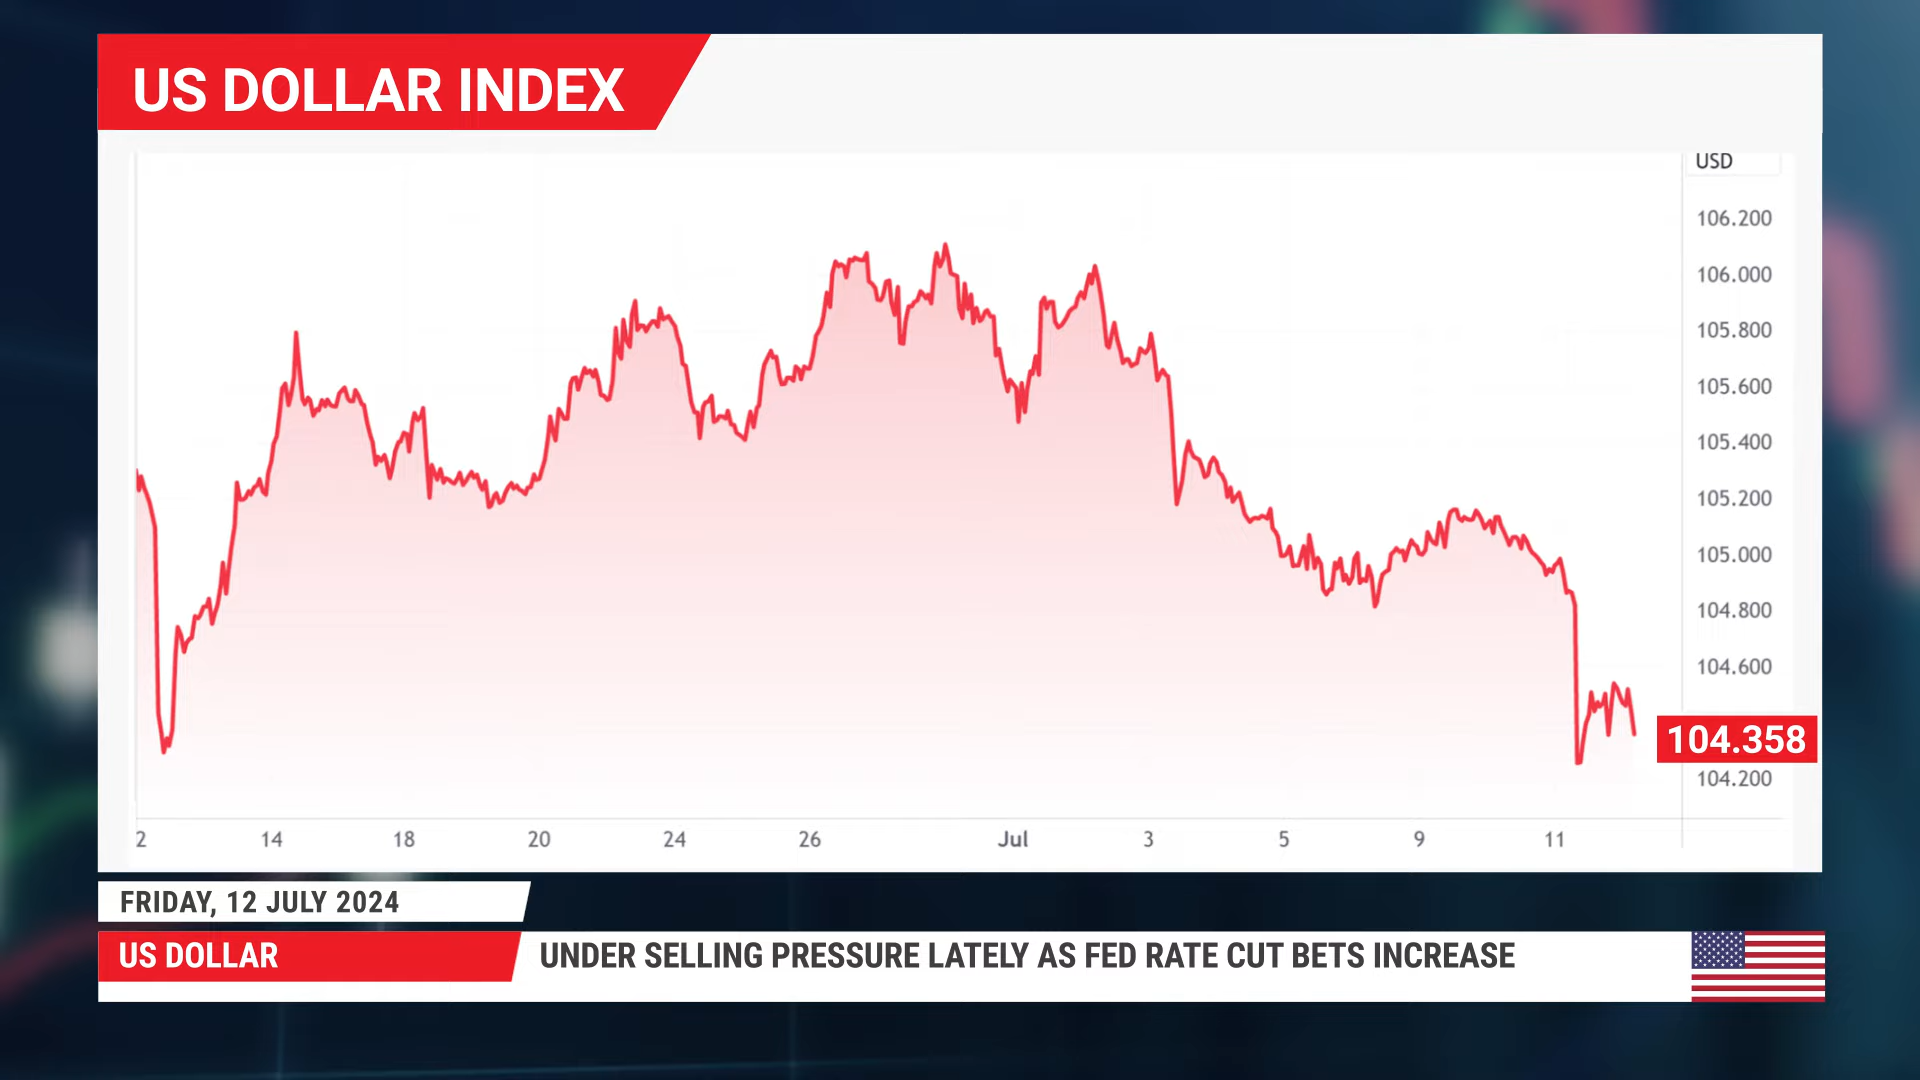 US DOLLAR INDEX
USD
106.200
106.000
105.800
105.600
105.400
105.200
105.000
104.800
104.600
104.358
104.200
2 14 18 20 24 26 Jul 3 5 9 11
FRIDAY, 12 JULY 2024
US DOLLAR
UNDER SELLING PRESSURE LATELY AS FED RATE CUT BETS INCREASE